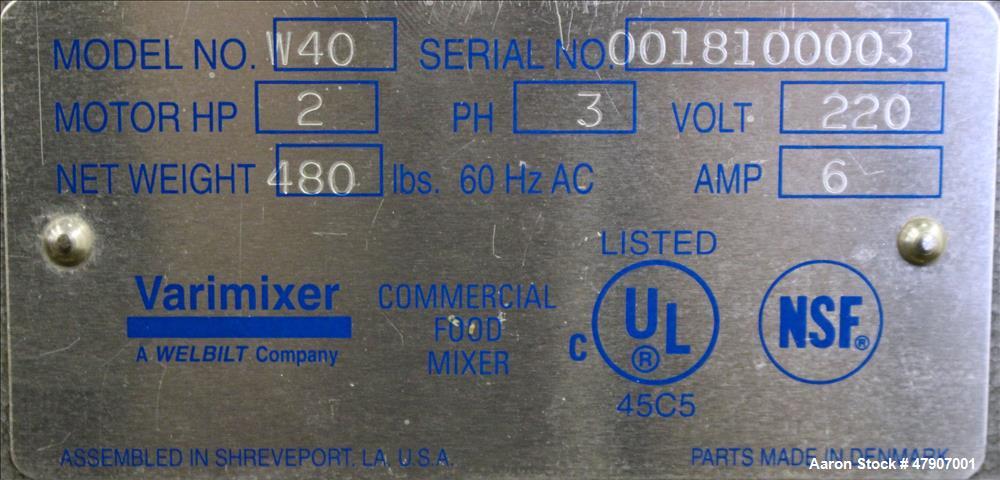 MODEL NO. W40 SERIAL NO. 0018100003
MOTOR HP 2 PH 3 VOLT 220
NET WEIGHT 480 lbs. 60 Hz AC AMP 6
LISTED
Varimixer
A WELBILT Company
COMMERCIAL
FOOD
MIXER
C UL ®
45C5
NSF®
ASSEMBLED IN SHREVEPORT, LA, U.S.A. PARTS MADE IN DENMARK
Aaron Stock # 47907001